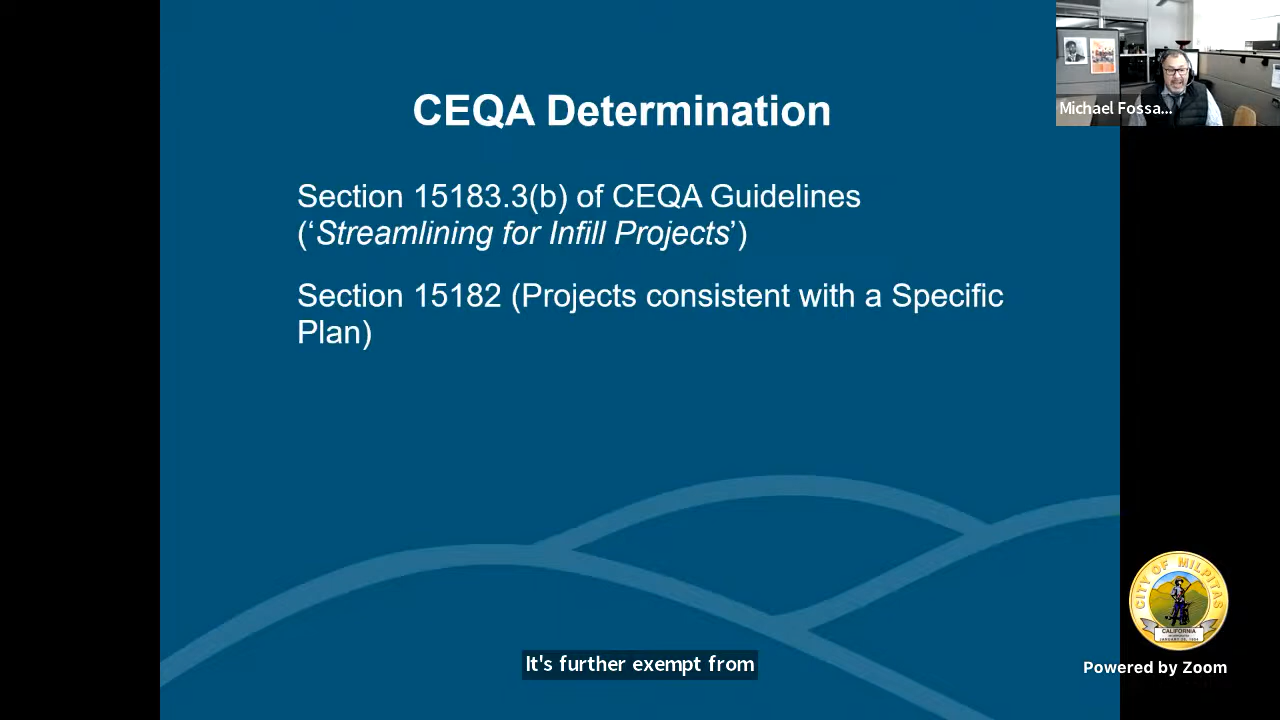 CEQA Determination
Section 15183.3(b) of CEQA Guidelines
(‘Streamlining for Infill Projects’)
Section 15182 (Projects consistent with a Specific
Plan)
Michael Fossa...
CITY OF MILPITAS
CALIFORNIA
Powered by Zoom
It's further exempt from